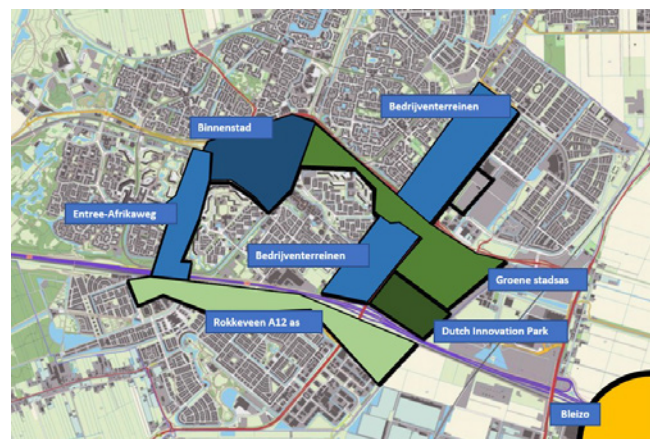 Bedrijventerreinen
Binnenstad
Entree-Afrikaweg
Bedrijventerreinen
Groene stadsas
Rokkeveen A12 as
Dutch Innovation Park
Bleizo